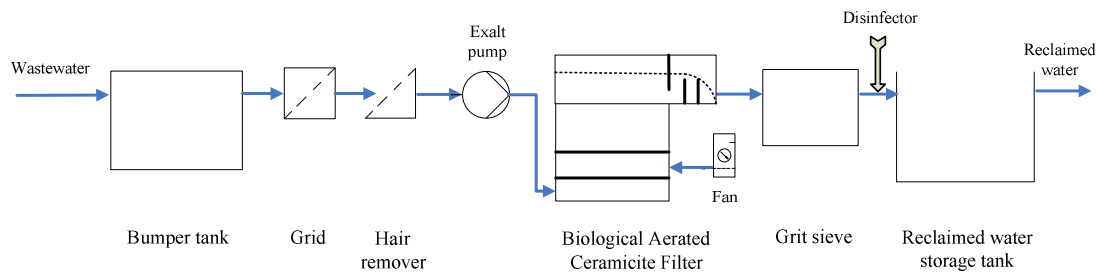 Wastewater
Exalt
pump
Disinfector
Reclaimed
water
Fan
Bumper tank
Grid
Hair
remover
Biological Aerated
Ceramicite Filter
Grit sieve
Reclaimed water
storage tank